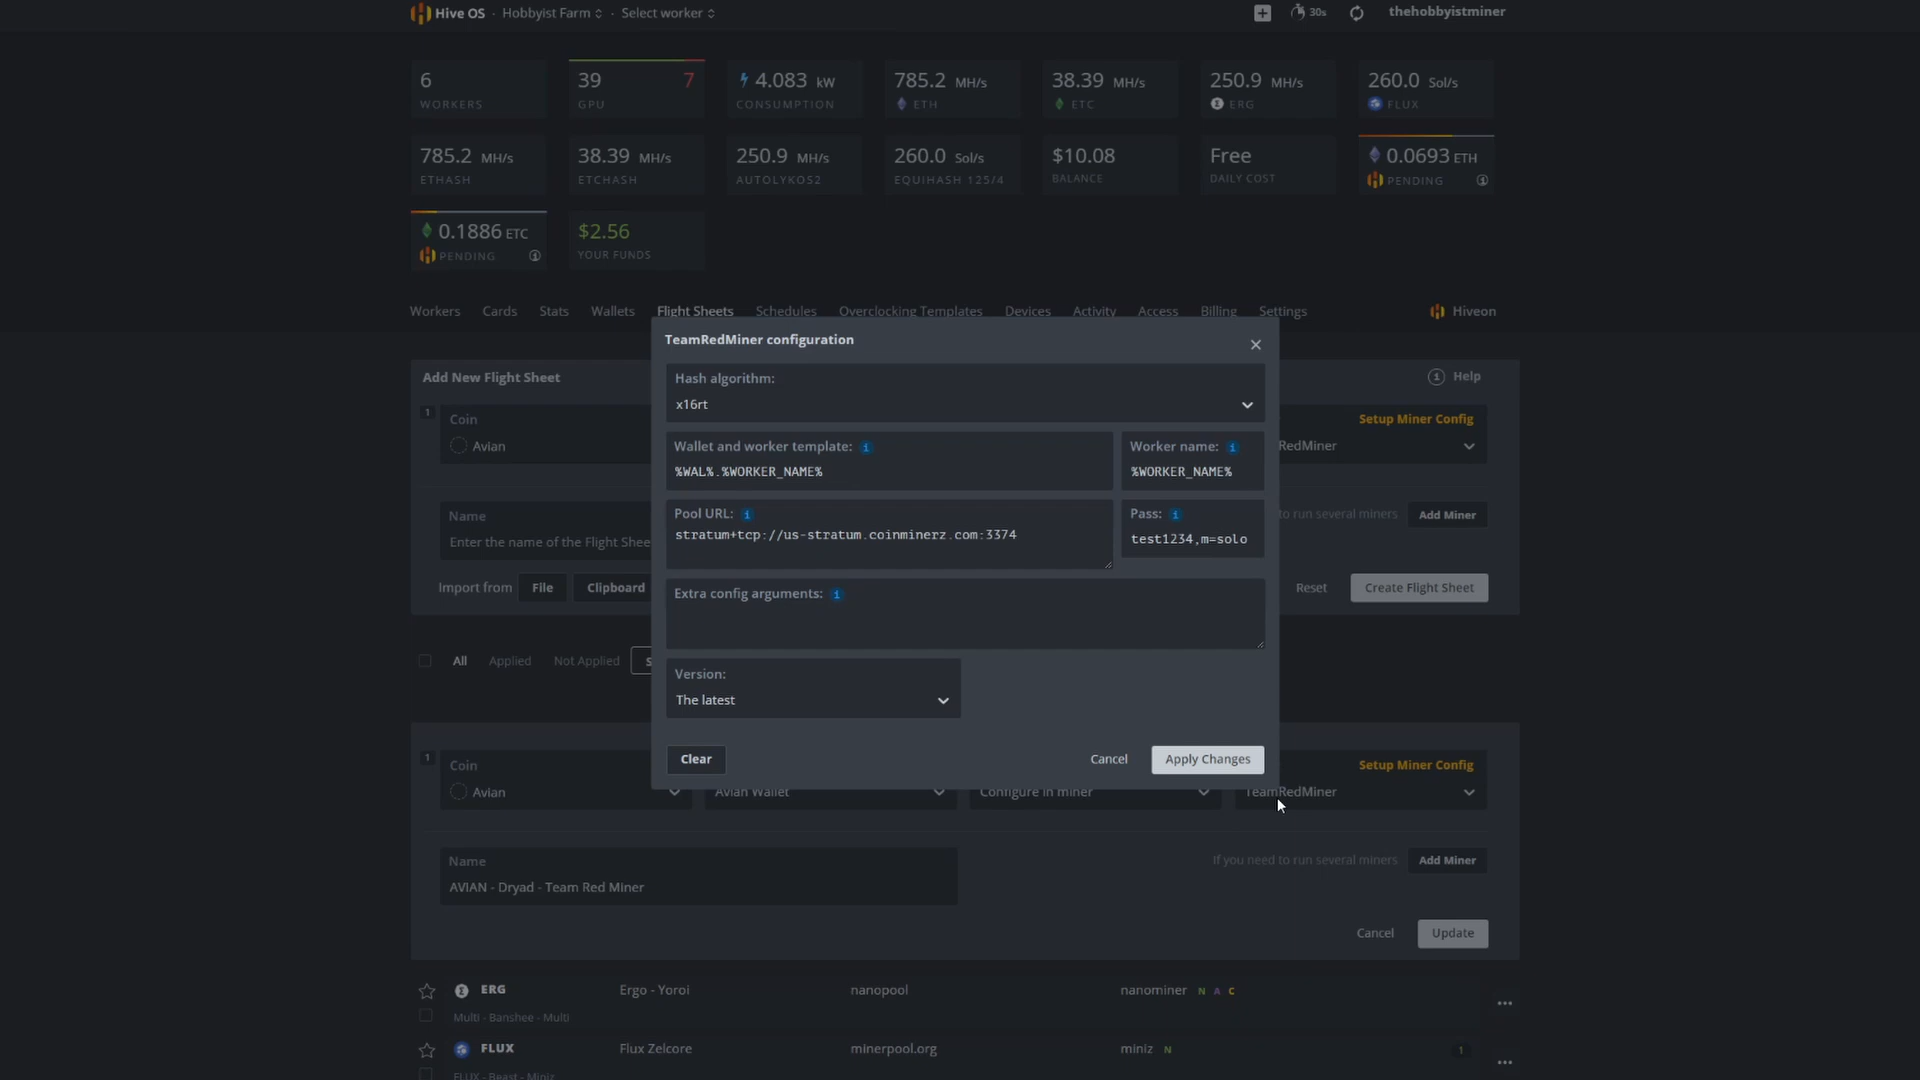 Hive OS · Hobbyist Farm · Select worker 30s thehobbyistminer
6 39 7 4.083 kW 785.2 MH/s 38.39 MH/s 250.9 MH/s 260.0 Sol/s
WORKERS GPU CONSUMPTION ETH ETC ERG FLUX
785.2 MH/s 38.39 MH/s 250.9 MH/s 260.0 Sol/s $10.08 Free 0.0693 ETH
ETHASH ETCHASH AUTOLYKOS2 EQUIHASH 125/4 BALANCE DAILY COST PENDING
0.1886 ETC $2.56
PENDING YOUR FUNDS
Workers Cards Stats Wallets Flight Sheets Schedules Overclocking Templates Devices Activity Access Billing Settings Hiveon
TeamRedMiner configuration
Add New Flight Sheet Help
Hash algorithm:
x16rt
1 Coin Setup Miner Config
Avian RedMiner
Wallet and worker template: Worker name:
%WAL%.%WORKER_NAME% %WORKER_NAME%
Pool URL: Pass:
stratum+tcp://us-stratum.coinminerz.com:3374 test1234,m=solo
Name to run several miners Add Miner
Enter the name of the Flight Shee
Import from File Clipboard Reset Create Flight Sheet
Extra config arguments:
All Applied Not Applied S
Version:
The latest
Clear Cancel Apply Changes
1 Coin Setup Miner Config
Avian Avian Wallet Configure in miner TeamRedMiner
Name If you need to run several miners Add Miner
AVIAN - Dryad - Team Red Miner
Cancel Update
ERG Ergo - Yoroi nanopool nanominer N A C
Multi - Banshee - Multi
FLUX Flux Zelcore minerpool.org miniz N 1
FLUX - Beast - Miniz